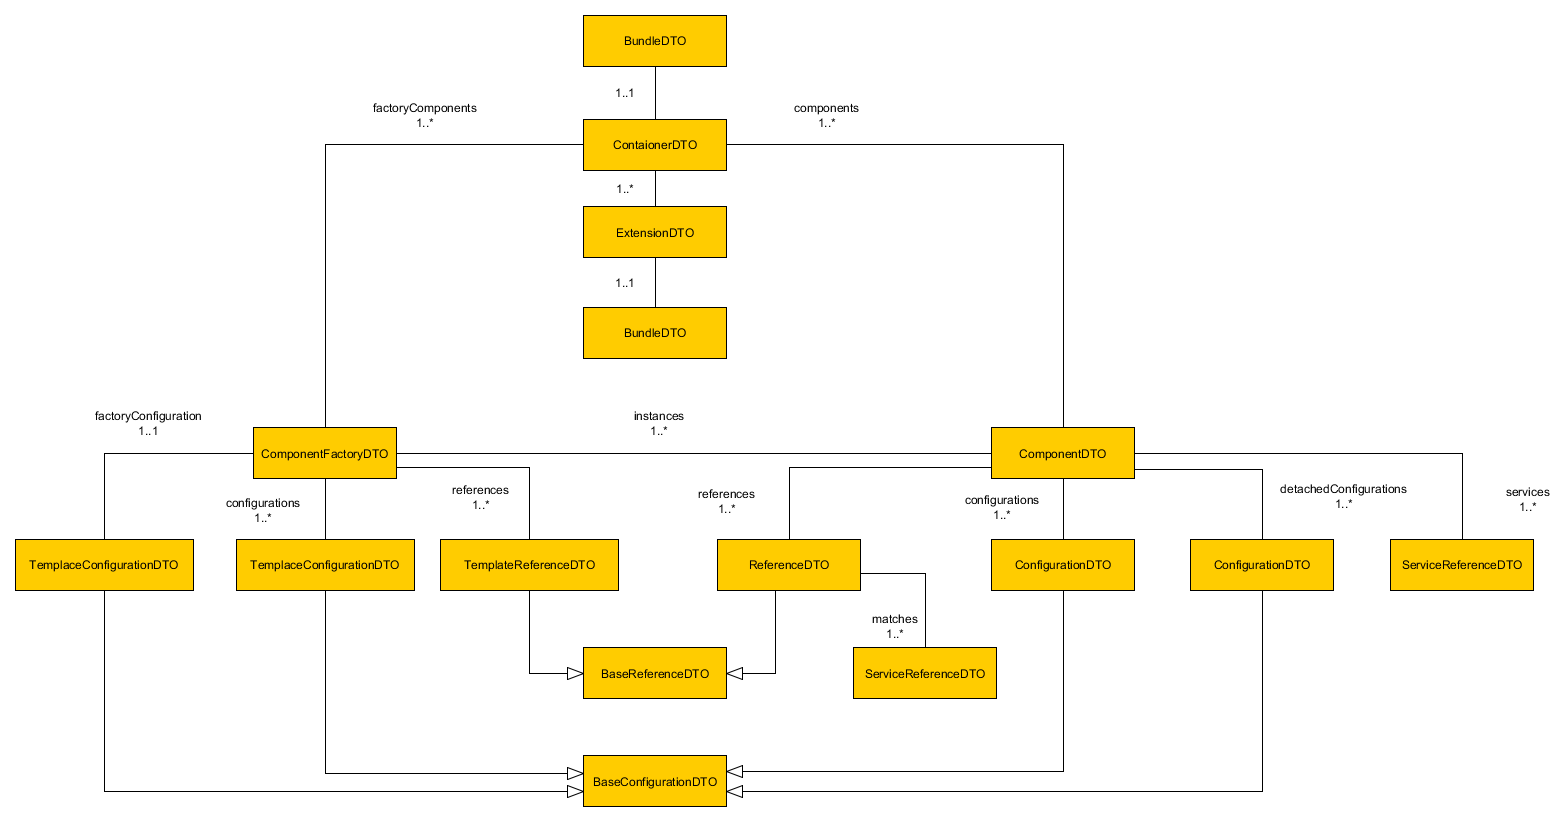 BundleDTO
1..1
factoryComponents
1..*
components
1..*
ContaionerDTO
1..*
ExtensionDTO
1..1
BundleDTO
factoryConfiguration
1..1
instances
1..*
ComponentFactoryDTO
ComponentDTO
configurations
1..*
references
1..*
references
1..*
configurations
1..*
detachedConfigurations
1..*
services
1..*
TemplaceConfigurationDTO
TemplaceConfigurationDTO
TemplateReferenceDTO
ReferenceDTO
ConfigurationDTO
ConfigurationDTO
ServiceReferenceDTO
matches
1..*
BaseReferenceDTO
ServiceReferenceDTO
BaseConfigurationDTO